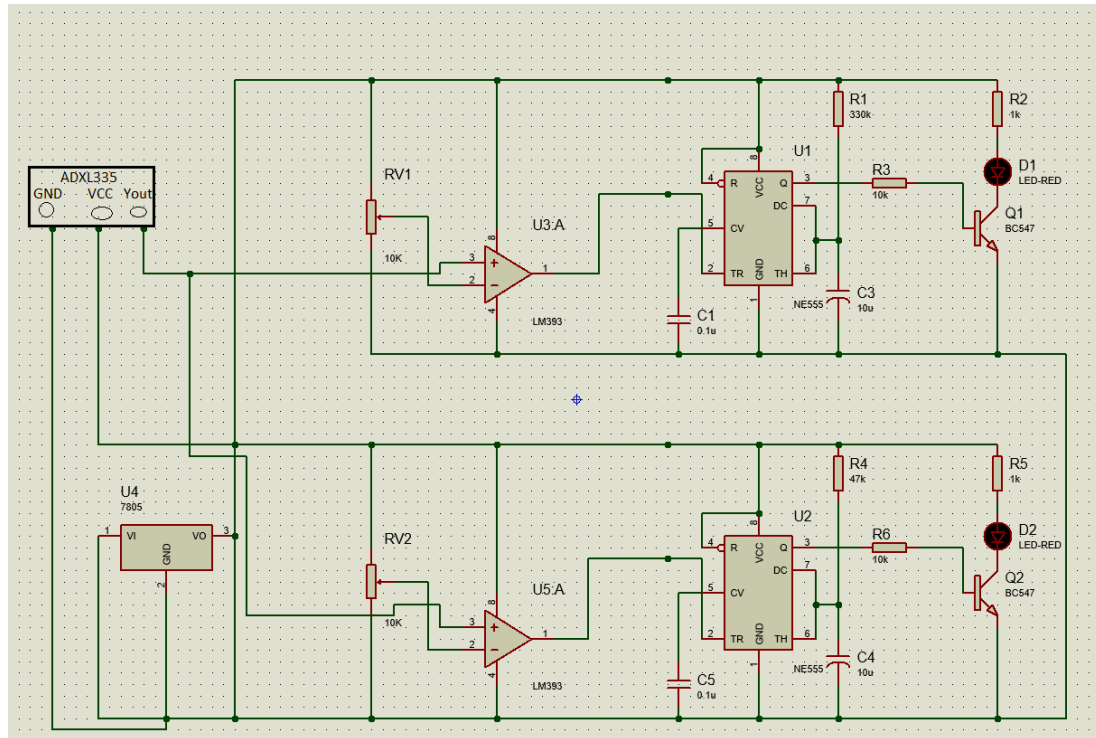 ADXL335
GND VCC Yout
RV1
10K
U3:A
3
2
8
4
1
+
-
LM393
U1
NE555
4
5
2
8
1
3
7
6
R
CV
TR
VCC
GND
Q
DC
TH
C1
0.1u
R1
330k
C3
10u
R3
10k
R2
1k
D1
LED-RED
Q1
BC547
U4
7805
1
VI
VO
3
GND
2
RV2
10K
U5:A
3
2
8
4
1
+
-
LM393
U2
NE555
4
5
2
8
1
3
7
6
R
CV
TR
VCC
GND
Q
DC
TH
C5
0.1u
R4
47k
C4
10u
R6
10k
R5
1k
D2
LED-RED
Q2
BC547